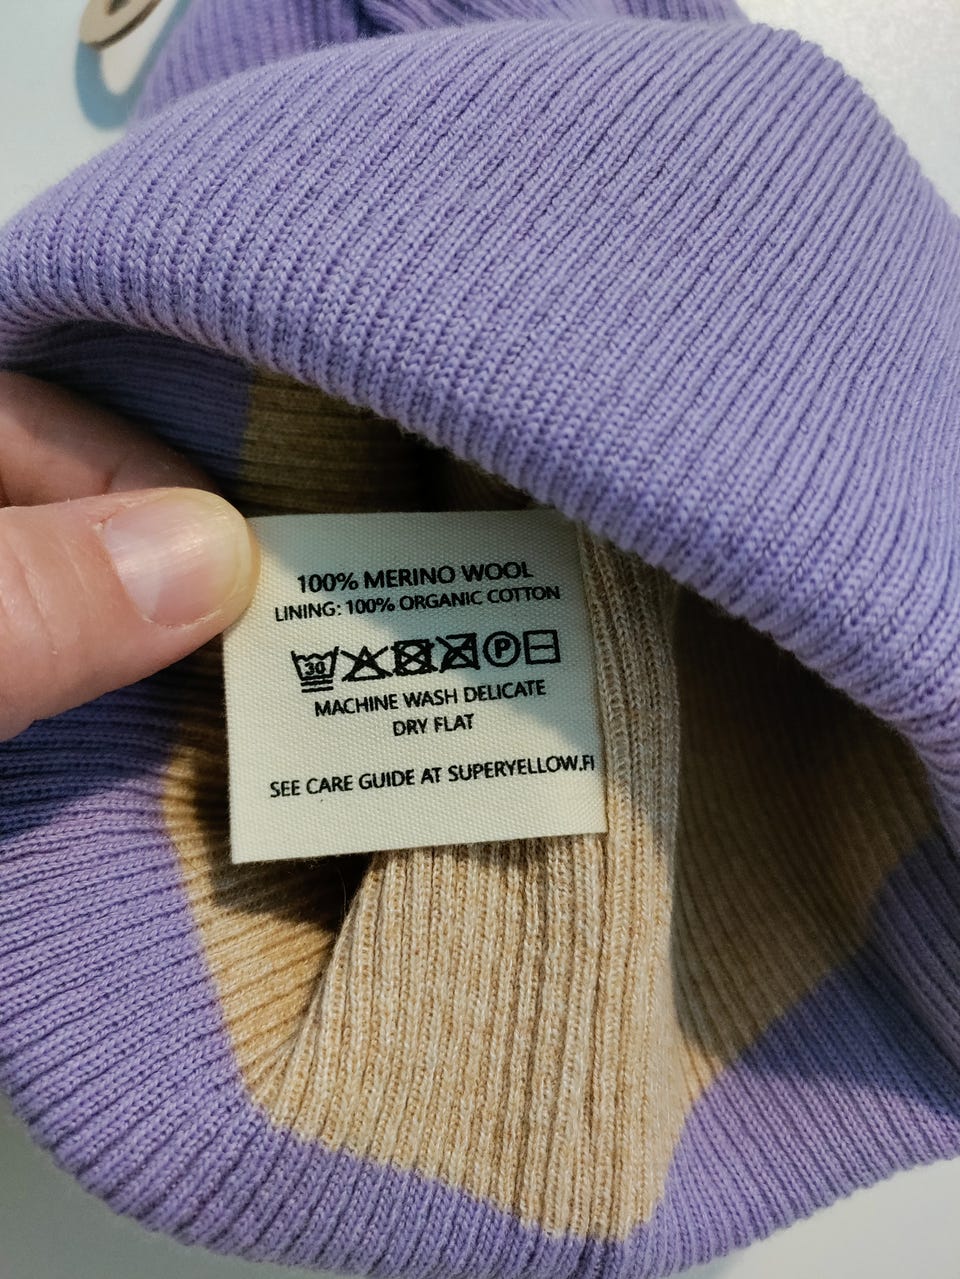 100% MERINO WOOL
LINING: 100% ORGANIC COTTON
30 P
MACHINE WASH DELICATE
DRY FLAT
SEE CARE GUIDE AT SUPERYELLOW.FI